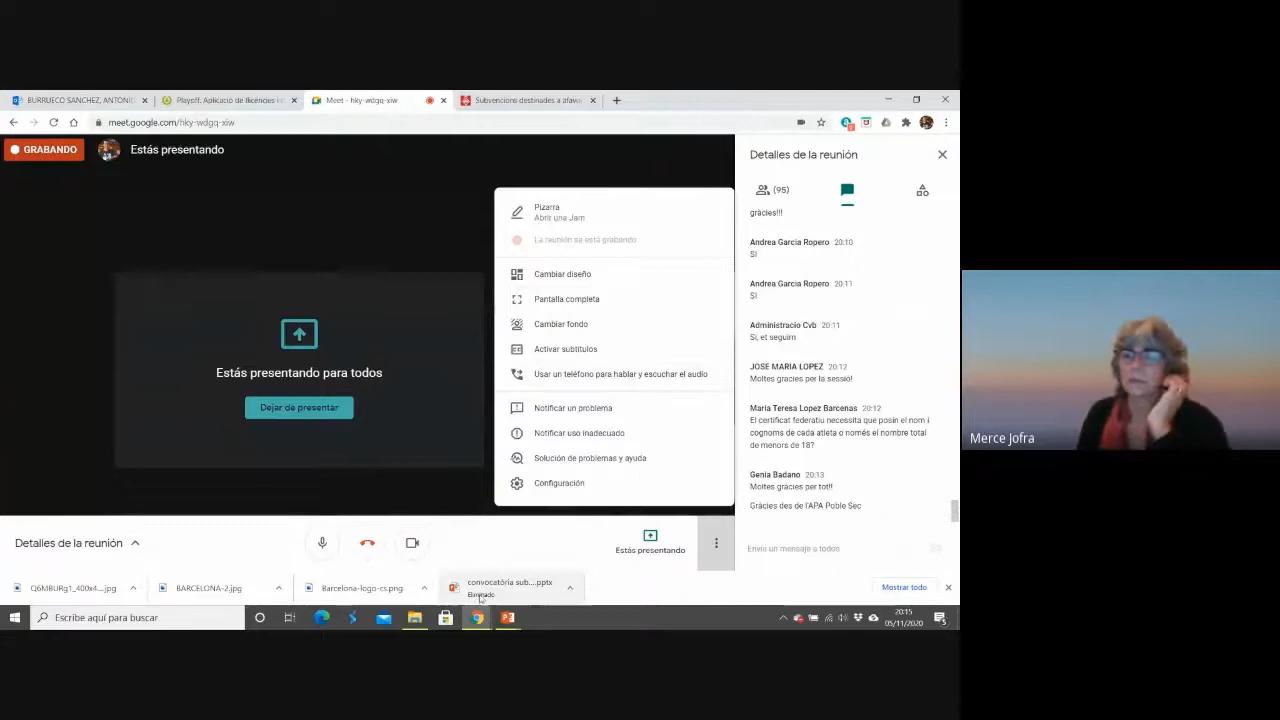 BURRUECO SANCHEZ, ANTONIO
Playoff. Aplicació de llicències i
Meet - hky-wdgq-xiw
Subvencions destinades a afavo
meet.google.com/hky-wdgq-xiw
GRABANDO
Estás presentando
Detalles de la reunión
(95)
gràcies!!!
Andrea Garcia Ropero 20:10
SI
Andrea Garcia Ropero 20:11
SI
Administracio Cvb 20:11
Si, et seguim
JOSE MARIA LOPEZ 20:12
Moltes gracies per la sessió!
Maria Teresa Lopez Barcenas 20:12
El certificat federatiu necessita que posin el nom i
cognoms de cada atleta o només el nombre total
de menors de 18?
Genia Badano 20:13
Moltes gràcies per tot!!
Gràcies des de l'APA Poble Sec
Envía un mensaje a todos
Pizarra
Abrir una Jam
La reunión se está grabando
Cambiar diseño
Pantalla completa
Cambiar fondo
Activar subtítulos
Usar un teléfono para hablar y escuchar el audio
Notificar un problema
Notificar uso inadecuado
Solución de problemas y ayuda
Configuración
Estás presentando para todos
Dejar de presentar
Merce Jofra
Detalles de la reunión
Estás presentando
Q6MBURg1_400x4....jpg
BARCELONA-2.jpg
Barcelona-logo-cs.png
convocatòria sub....pptx
Eliminado
Mostrar todo
Escribe aquí para buscar
20:15
05/11/2020